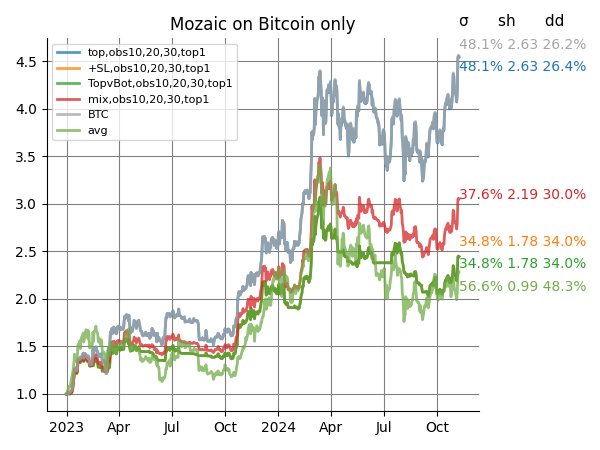 Mozaic on Bitcoin only
σ sh dd
top,obs10,20,30,top1
+SL,obs10,20,30,top1
TopvBot,obs10,20,30,top1
mix,obs10,20,30,top1
BTC
avg
48.1% 2.63 26.2%
48.1% 2.63 26.4%
37.6% 2.19 30.0%
34.8% 1.78 34.0%
34.8% 1.78 34.0%
56.6% 0.99 48.3%
4.5
4.0
3.5
3.0
2.5
2.0
1.5
1.0
2023 Apr Jul Oct 2024 Apr Jul Oct